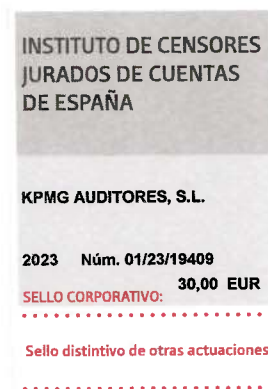 INSTITUTO DE CENSORES
JURADOS DE CUENTAS
DE ESPAÑA
KPMG AUDITORES, S.L.
2023 Núm. 01/23/19409
30,00 EUR
SELLO CORPORATIVO:
Sello distintivo de otras actuaciones